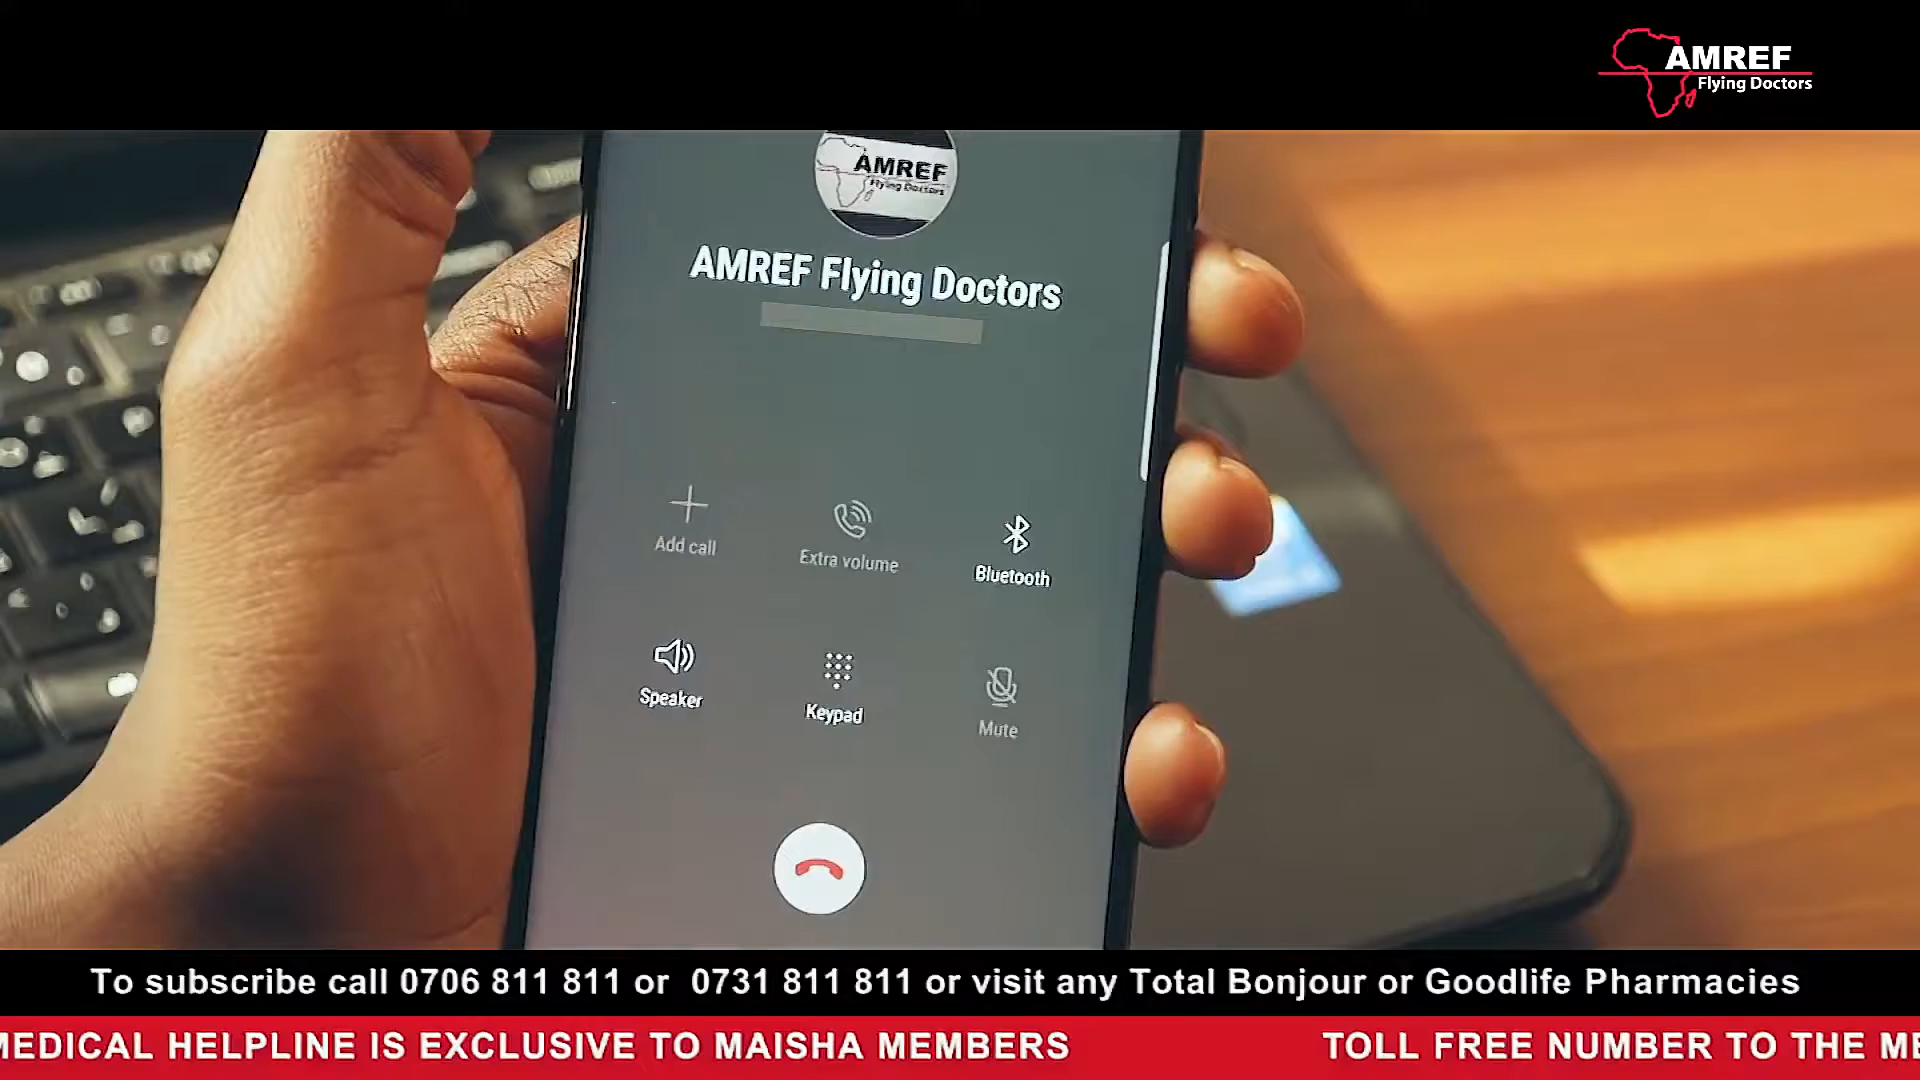 AMREF
Flying Doctors
AMREF
Flying Doctors
AMREF Flying Doctors
Add call
Extra volume
Bluetooth
Speaker
Keypad
Mute
To subscribe call 0706 811 811 or 0731 811 811 or visit any Total Bonjour or Goodlife Pharmacies
MEDICAL HELPLINE IS EXCLUSIVE TO MAISHA MEMBERS TOLL FREE NUMBER TO THE